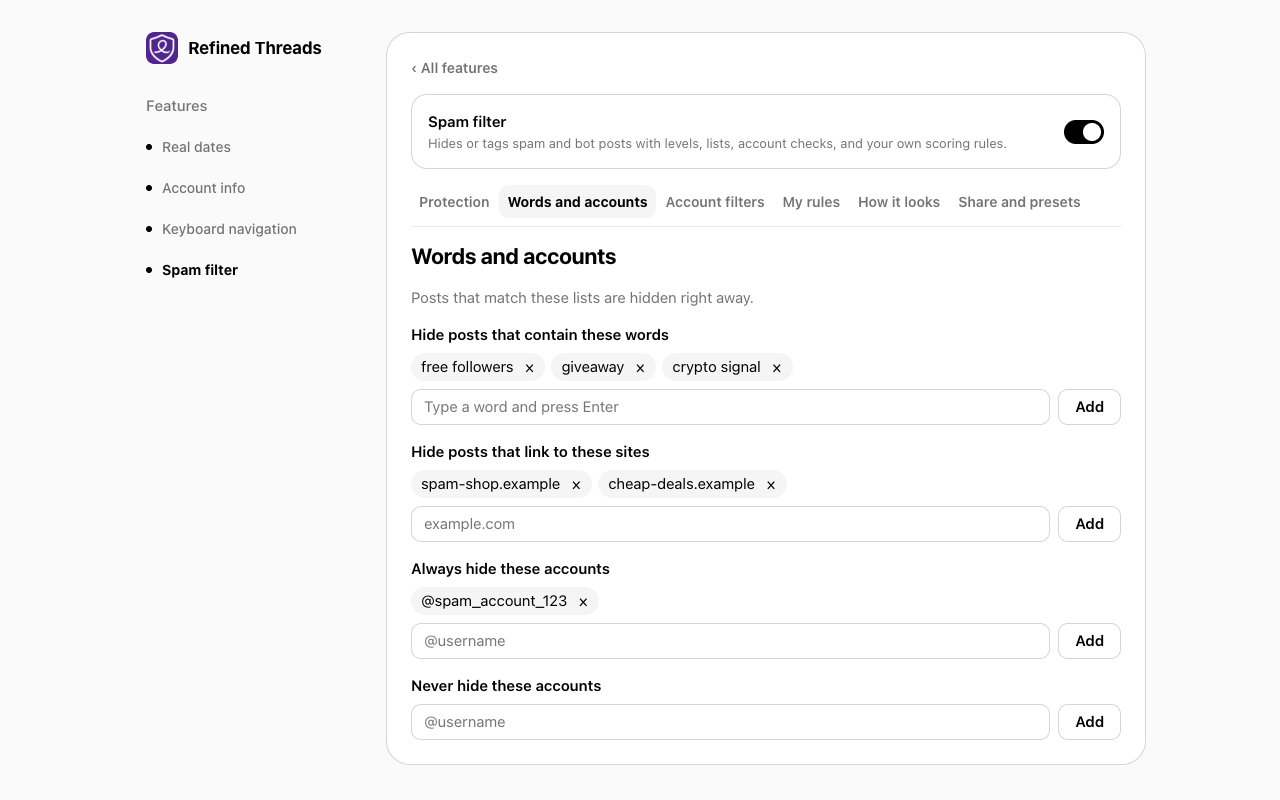 Refined Threads
Features
Real dates
Account info
Keyboard navigation
Spam filter
‹ All features
Spam filter
Hides or tags spam and bot posts with levels, lists, account checks, and your own scoring rules.
Protection Words and accounts Account filters My rules How it looks Share and presets
Words and accounts
Posts that match these lists are hidden right away.
Hide posts that contain these words
free followers × giveaway × crypto signal ×
Type a word and press Enter Add
Hide posts that link to these sites
spam-shop.example × cheap-deals.example ×
example.com Add
Always hide these accounts
@spam_account_123 ×
@username Add
Never hide these accounts
@username Add